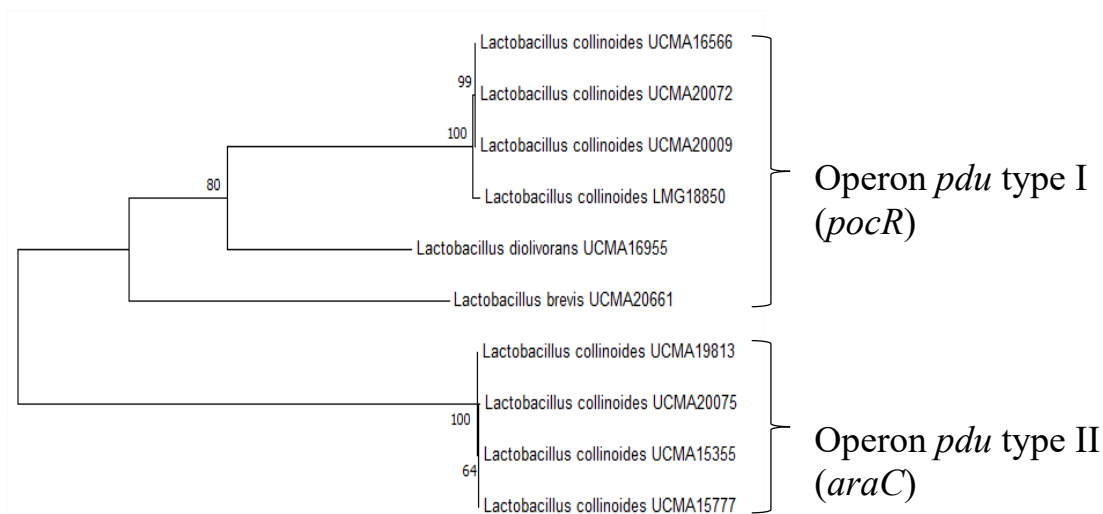 Lactobacillus collinoides UCMA16566
99
Lactobacillus collinoides UCMA20072
100
Lactobacillus collinoides UCMA20009
80
Lactobacillus collinoides LMG18850
Lactobacillus diolivorans UCMA16955
Lactobacillus brevis UCMA20661
Operon pdu type I
(pocR)
Lactobacillus collinoides UCMA19813
Lactobacillus collinoides UCMA20075
100
Lactobacillus collinoides UCMA15355
64
Lactobacillus collinoides UCMA15777
Operon pdu type II
(araC)